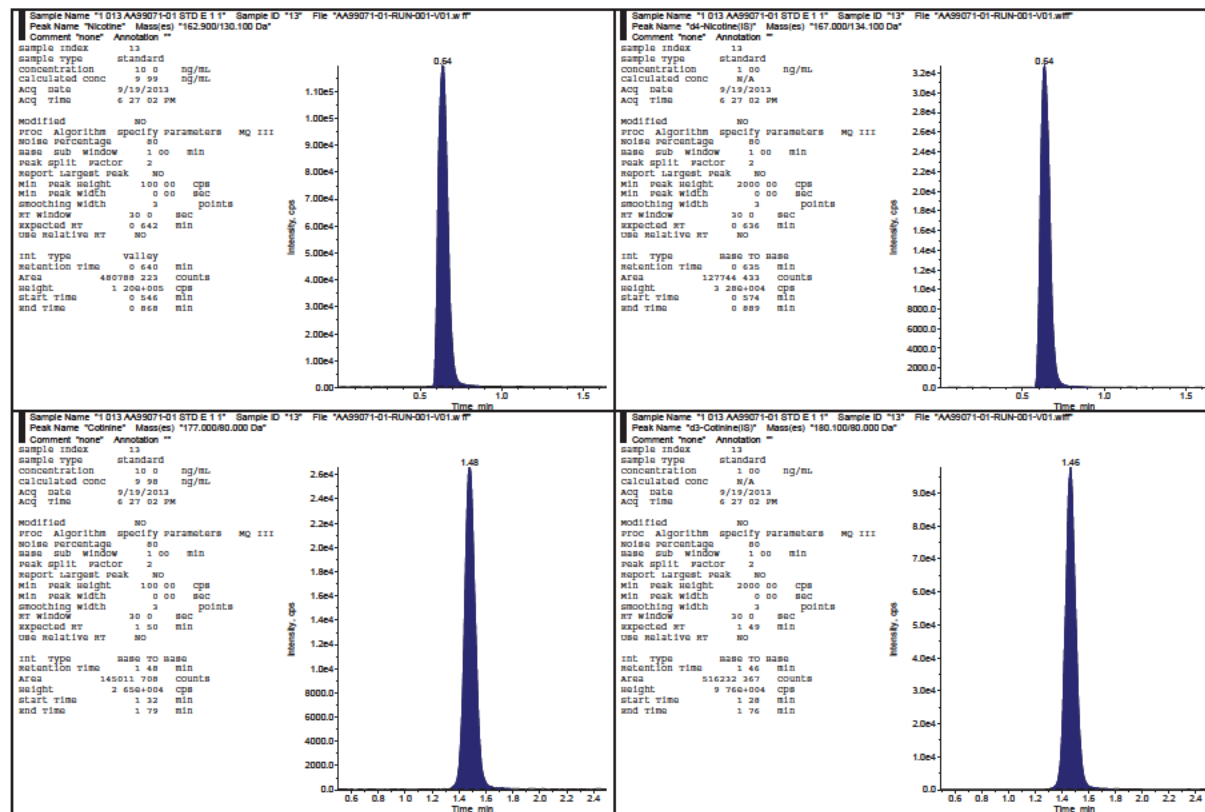 Sample Name "1 013 AA99071-01 STD E 1 1" Sample ID "13" File "AA99071-01-RUN-001-V01.wiff"
Peak Name "Nicotine" Mass(es) "162.900/130.100 Da"
Comment "none" Annotation ""
Sample Index 13
Sample Type standard
Concentration 10 0 ng/mL
Calculated Conc 9 99 ng/mL
Acq Date 9/19/2013
Acq Time 6 27 02 PM
Modified NO
Proc Algorithm Specify Parameters MQ III
Noise Percentage 80
Base Sub Window 1 00 min
Peak Split Factor 2
Report Largest Peak NO
Min Peak Height 100 00 cps
Min Peak Width 0 00 sec
Smoothing Width 3 points
RT Window 30 0 sec
Expected RT 0 642 min
Use Relative RT NO
Int Type Valley
Retention Time 0 640 min
Area 480788 223 counts
Height 1 20e+005 cps
Start Time 0 546 min
End Time 0 868 min
0.64
Intensity, cps
1.10e5
1.00e5
9.00e4
8.00e4
7.00e4
6.00e4
5.00e4
4.00e4
3.00e4
2.00e4
1.00e4
0.00
0.5 1.0 1.5
Time, min
Sample Name "1 013 AA99071-01 STD E 1 1" Sample ID "13" File "AA99071-01-RUN-001-V01.wiff"
Peak Name "d4-Nicotine(IS)" Mass(es) "167.000/134.100 Da"
Comment "none" Annotation ""
Sample Index 13
Sample Type standard
Concentration 1 00 ng/mL
Calculated Conc N/A
Acq Date 9/19/2013
Acq Time 6 27 02 PM
Modified NO
Proc Algorithm Specify Parameters MQ III
Noise Percentage 80
Base Sub Window 1 00 min
Peak Split Factor 2
Report Largest Peak NO
Min Peak Height 2000 00 cps
Min Peak Width 0 00 sec
Smoothing Width 3 points
RT Window 30 0 sec
Expected RT 0 636 min
Use Relative RT NO
Int Type Base To Base
Retention Time 0 635 min
Area 127744 433 counts
Height 3 28e+004 cps
Start Time 0 574 min
End Time 0 889 min
0.64
Intensity, cps
3.2e4
3.0e4
2.8e4
2.6e4
2.4e4
2.2e4
2.0e4
1.8e4
1.6e4
1.4e4
1.2e4
1.0e4
8000.0
6000.0
4000.0
2000.0
0.0
0.5 1.0 1.5
Time, min
Sample Name "1 013 AA99071-01 STD E 1 1" Sample ID "13" File "AA99071-01-RUN-001-V01.wiff"
Peak Name "Cotinine" Mass(es) "177.000/80.000 Da"
Comment "none" Annotation ""
Sample Index 13
Sample Type standard
Concentration 10 0 ng/mL
Calculated Conc 9 98 ng/mL
Acq Date 9/19/2013
Acq Time 6 27 02 PM
Modified NO
Proc Algorithm Specify Parameters MQ III
Noise Percentage 80
Base Sub Window 1 00 min
Peak Split Factor 2
Report Largest Peak NO
Min Peak Height 100 00 cps
Min Peak Width 0 00 sec
Smoothing Width 3 points
RT Window 30 0 sec
Expected RT 1 50 min
Use Relative RT NO
Int Type Base To Base
Retention Time 1 48 min
Area 145011 708 counts
Height 2 65e+004 cps
Start Time 1 32 min
End Time 1 79 min
1.48
Intensity, cps
2.6e4
2.4e4
2.2e4
2.0e4
1.8e4
1.6e4
1.4e4
1.2e4
1.0e4
8000.0
6000.0
4000.0
2000.0
0.0
0.6 0.8 1.0 1.2 1.4 1.6 1.8 2.0 2.2 2.4
Time, min
Sample Name "1 013 AA99071-01 STD E 1 1" Sample ID "13" File "AA99071-01-RUN-001-V01.wiff"
Peak Name "d3-Cotinine(IS)" Mass(es) "180.100/80.000 Da"
Comment "none" Annotation ""
Sample Index 13
Sample Type standard
Concentration 1 00 ng/mL
Calculated Conc N/A
Acq Date 9/19/2013
Acq Time 6 27 02 PM
Modified NO
Proc Algorithm Specify Parameters MQ III
Noise Percentage 80
Base Sub Window 1 00 min
Peak Split Factor 2
Report Largest Peak NO
Min Peak Height 2000 00 cps
Min Peak Width 0 00 sec
Smoothing Width 3 points
RT Window 30 0 sec
Expected RT 1 49 min
Use Relative RT NO
Int Type Base To Base
Retention Time 1 46 min
Area 516232 367 counts
Height 9 76e+004 cps
Start Time 1 28 min
End Time 1 76 min
1.46
Intensity, cps
9.0e4
8.0e4
7.0e4
6.0e4
5.0e4
4.0e4
3.0e4
2.0e4
1.0e4
0.0
0.6 0.8 1.0 1.2 1.4 1.6 1.8 2.0 2.2 2.4
Time, min